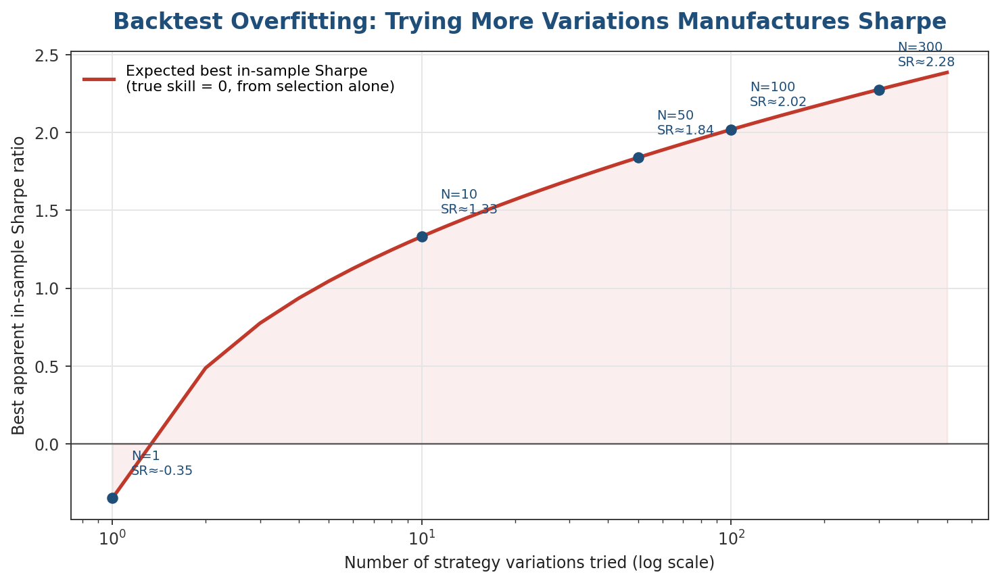 Backtest Overfitting: Trying More Variations Manufactures Sharpe
Expected best in-sample Sharpe
(true skill = 0, from selection alone)
N=300
SR≈2.28
N=100
SR≈2.02
N=50
SR≈1.84
N=10
SR≈1.33
N=1
SR≈-0.35
Best apparent in-sample Sharpe ratio
2.5
2.0
1.5
1.0
0.5
0.0
10⁰
10¹
10²
Number of strategy variations tried (log scale)